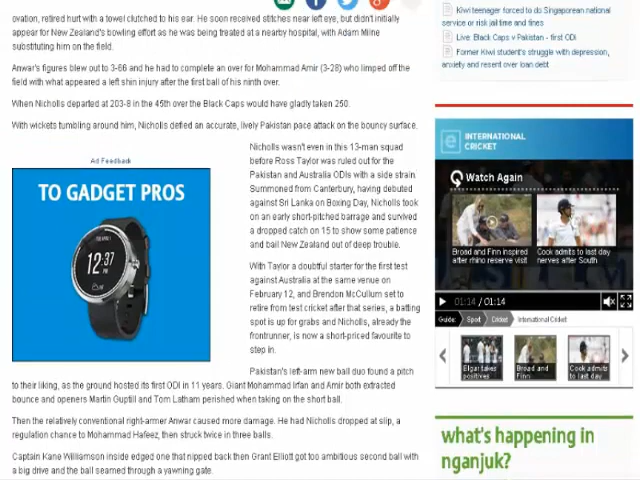 ovation, retired hurt with a towel clutched to his ear. He soon received stitches near left eye, but didn't initially
appear for New Zealand's bowling effort as he was being treated at a nearby hospital, with Adam Milne
substituting him on the field.
Anwar's figures blew out to 3-66 and he had to complete an over for Mohammad Amir (3-28) who limped off the
field with what appeared a left shin injury after the first ball of his ninth over.
When Nicholls departed at 203-8 in the 45th over the Black Caps would have gladly taken 250.
With wickets tumbling around him, Nicholls defied an accurate, lively Pakistan pace attack on the bouncy surface.
Ad Feedback
TO GADGET PROS
12:37
Nicholls wasn't even in this 13-man squad
before Ross Taylor was ruled out for the
Pakistan and Australia ODIs with a side strain.
Summoned from Canterbury, having debuted
against Sri Lanka on Boxing Day, Nicholls took
on an early short-pitched barrage and survived
a dropped catch on 15 to show some patience
and bail New Zealand out of deep trouble.
With Taylor a doubtful starter for the first test
against Australia at the same venue on
February 12, and Brendon McCullum set to
retire from test cricket after that series, a batting
spot is up for grabs and Nicholls, already the
frontrunner, is now a short-priced favourite to
step in.
Pakistan's left-arm new ball duo found a pitch
to their liking, as the ground hosted its first ODI in 11 years. Giant Mohammad Irfan and Amir both extracted
bounce and openers Martin Guptill and Tom Latham perished when taking on the short ball.
Then the relatively conventional right-armer Anwar caused more damage. He had Nicholls dropped at slip, a
regulation chance to Mohammad Hafeez, then struck twice in three balls.
Captain Kane Williamson inside edged one that nipped back then Grant Elliott got too ambitious second ball with
a big drive and the ball seamed through a yawning gate.
Kiwi teenager forced to do Singaporean national
service or risk jail time and fines
Live: Black Caps v Pakistan - first ODI
Former Kiwi student's struggle with depression,
anxiety and resent over loan debt
e INTERNATIONAL
CRICKET
Watch Again
Broad and Finn inspired
after rhino reserve visit
Cook admits to last day
nerves after South
01:14 / 01:14
Guide: Sport Cricket International Cricket
Elgar takes
positives
Broad and
Finn
Cook admits
to last day
what's happening in
nganjuk?